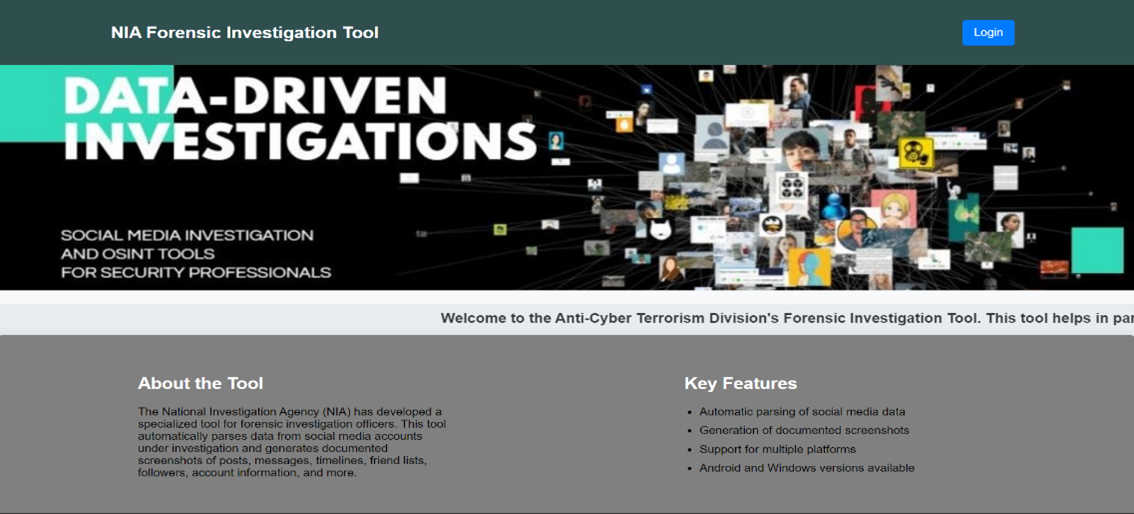 NIA Forensic Investigation Tool
Login
DATA-DRIVEN
INVESTIGATIONS
SOCIAL MEDIA INVESTIGATION
AND OSINT TOOLS
FOR SECURITY PROFESSIONALS
Welcome to the Anti-Cyber Terrorism Division's Forensic Investigation Tool. This tool helps in par
About the Tool
The National Investigation Agency (NIA) has developed a
specialized tool for forensic investigation officers. This tool
automatically parses data from social media accounts
under investigation and generates documented
screenshots of posts, messages, timelines, friend lists,
followers, account information, and more.
Key Features
• Automatic parsing of social media data
• Generation of documented screenshots
• Support for multiple platforms
• Android and Windows versions available